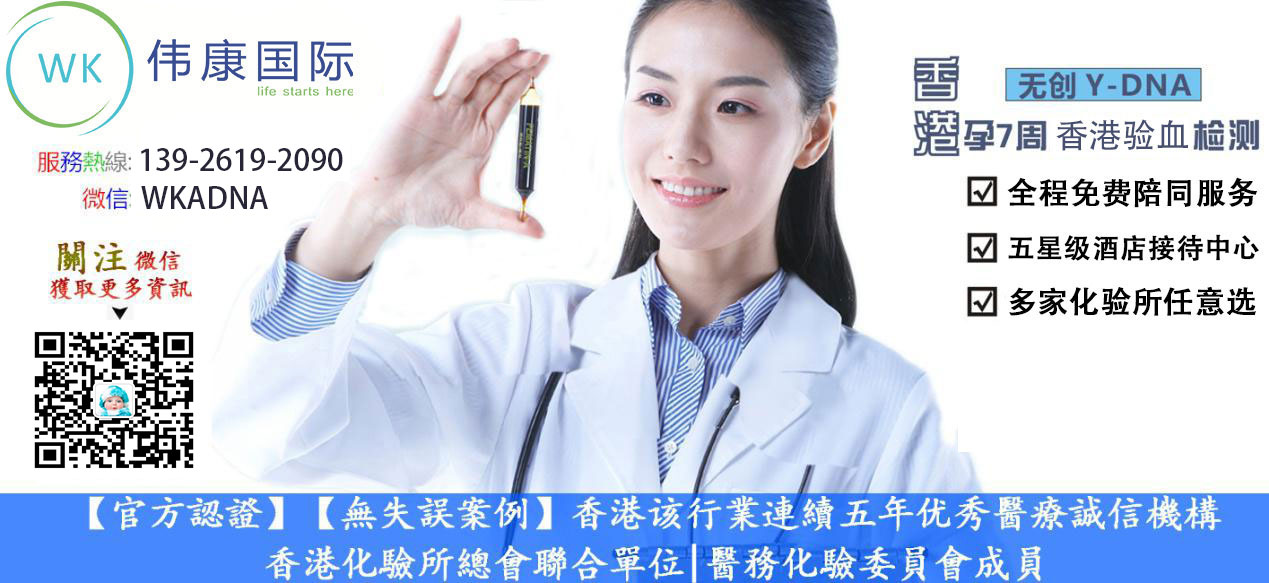 WK 伟康国际
life starts here
服務熱線: 139-2619-2090
微信: WKADNA
關注 微信
獲取更多資訊
香港
无创 Y-DNA
孕7周 香港验血检测
全程免费陪同服务
五星级酒店接待中心
多家化验所任意选
【官方認證】【無失誤案例】香港该行業連續五年优秀醫療誠信機構
香港化驗所總會聯合單位|醫務化驗委員會成員